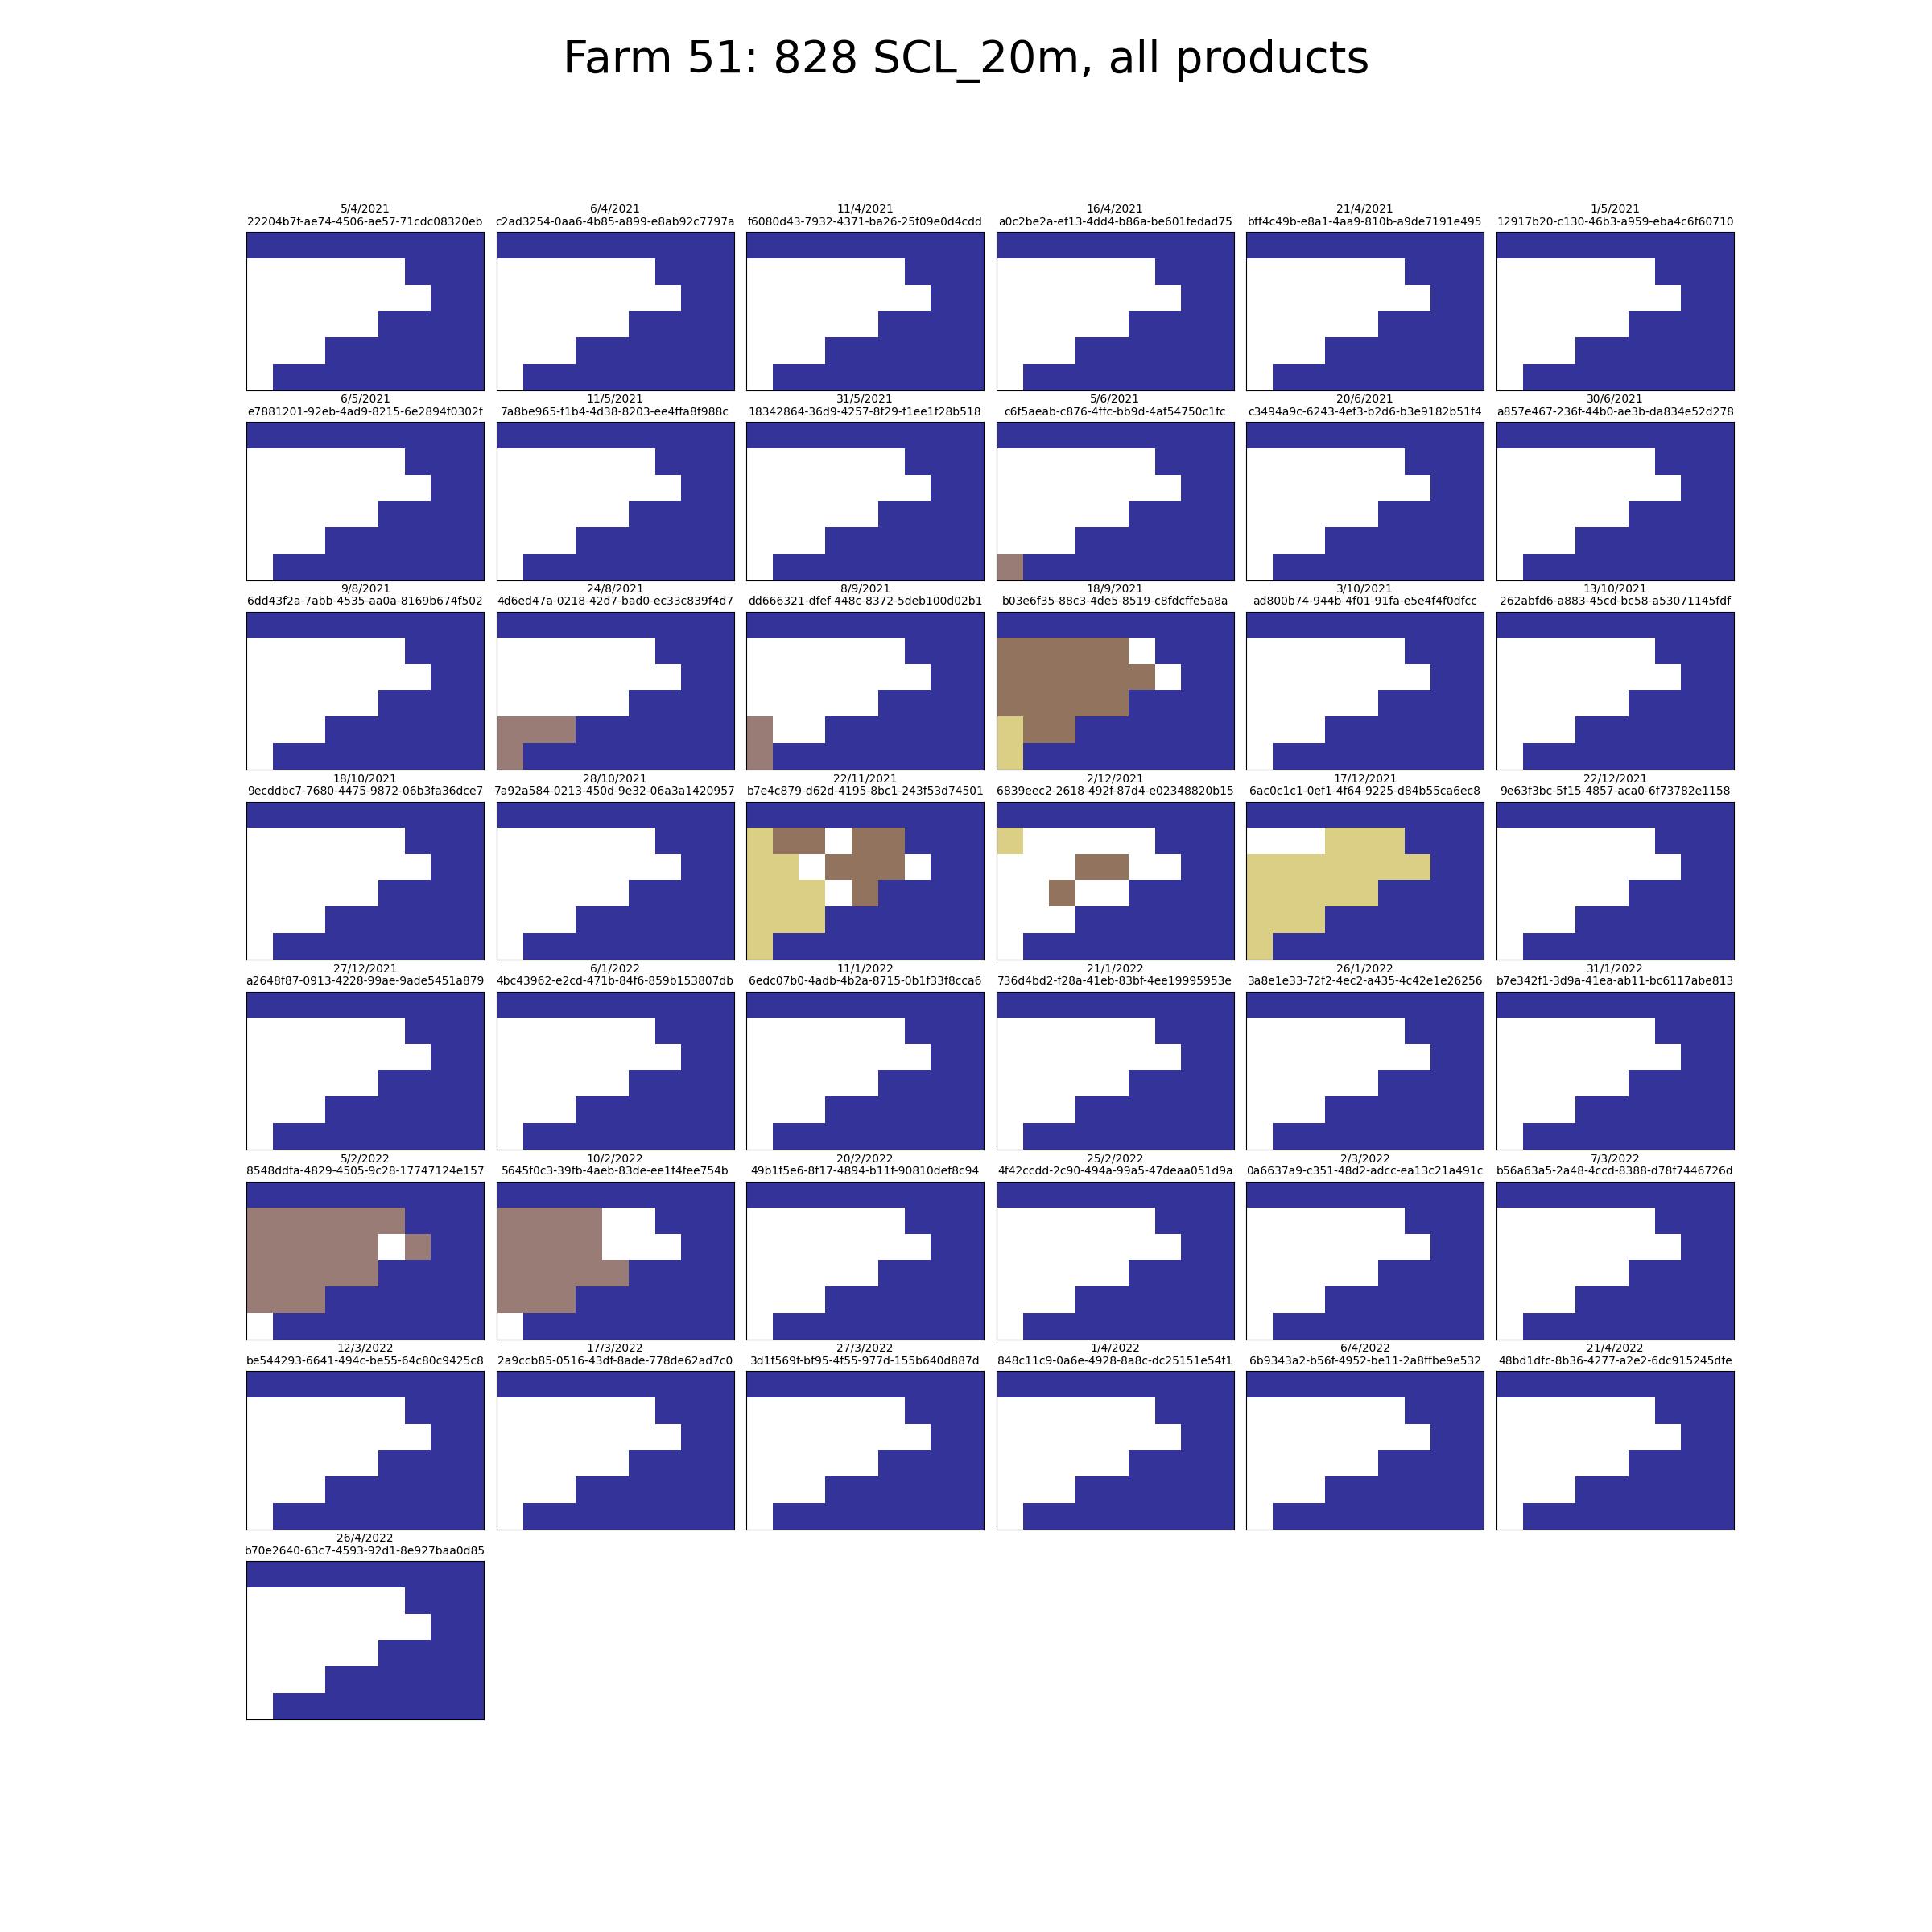 Farm 51: 828 SCL_20m, all products
5/4/2021
22204b7f-ae74-4506-ae57-71cdc08320eb
6/4/2021
c2ad3254-0aa6-4b85-a899-e8ab92c7797a
11/4/2021
f6080d43-7932-4371-ba26-25f09e0d4cdd
16/4/2021
a0c2be2a-ef13-4dd4-b86a-be601fedad75
21/4/2021
bff4c49b-e8a1-4aa9-810b-a9de7191e495
1/5/2021
12917b20-c130-46b3-a959-eba4c6f60710
6/5/2021
e7881201-92eb-4ad9-8215-6e2894f0302f
11/5/2021
7a8be965-f1b4-4d38-8203-ee4ffa8f988c
31/5/2021
18342864-36d9-4257-8f29-f1ee1f28b518
5/6/2021
c6f5aeab-c876-4ffc-bb9d-4af54750c1fc
20/6/2021
c3494a9c-6243-4ef3-b2d6-b3e9182b51f4
30/6/2021
a857e467-236f-44b0-ae3b-da834e52d278
9/8/2021
6dd43f2a-7abb-4535-aa0a-8169b674f502
24/8/2021
4d6ed47a-0218-42d7-bad0-ec33c839f4d7
8/9/2021
dd666321-dfef-448c-8372-5deb100d02b1
18/9/2021
b03e6f35-88c3-4de5-8519-c8fdcffe5a8a
3/10/2021
ad800b74-944b-4f01-91fa-e5e4f4f0dfcc
13/10/2021
262abfd6-a883-45cd-bc58-a53071145fdf
18/10/2021
9ecddbc7-7680-4475-9872-06b3fa36dce7
28/10/2021
7a92a584-0213-450d-9e32-06a3a1420957
22/11/2021
b7e4c879-d62d-4195-8bc1-243f53d74501
2/12/2021
6839eec2-2618-492f-87d4-e02348820b15
17/12/2021
6ac0c1c1-0ef1-4f64-9225-d84b55ca6ec8
22/12/2021
9e63f3bc-5f15-4857-aca0-6f73782e1158
27/12/2021
a2648f87-0913-4228-99ae-9ade5451a879
6/1/2022
4bc43962-e2cd-471b-84f6-859b153807db
11/1/2022
6edc07b0-4adb-4b2a-8715-0b1f33f8cca6
21/1/2022
736d4bd2-f28a-41eb-83bf-4ee19995953e
26/1/2022
3a8e1e33-72f2-4ec2-a435-4c42e1e26256
31/1/2022
b7e342f1-3d9a-41ea-ab11-bc6117abe813
5/2/2022
8548ddfa-4829-4505-9c28-17747124e157
10/2/2022
5645f0c3-39fb-4aeb-83de-ee1f4fee754b
20/2/2022
49b1f5e6-8f17-4894-b11f-90810def8c94
25/2/2022
4f42ccdd-2c90-494a-99a5-47deaa051d9a
2/3/2022
0a6637a9-c351-48d2-adcc-ea13c21a491c
7/3/2022
b56a63a5-2a48-4ccd-8388-d78f7446726d
12/3/2022
be544293-6641-494c-be55-64c80c9425c8
17/3/2022
2a9ccb85-0516-43df-8ade-778de62ad7c0
27/3/2022
3d1f569f-bf95-4f55-977d-155b640d887d
1/4/2022
848c11c9-0a6e-4928-8a8c-dc25151e54f1
6/4/2022
6b9343a2-b56f-4952-be11-2a8ffbe9e532
21/4/2022
48bd1dfc-8b36-4277-a2e2-6dc915245dfe
26/4/2022
b70e2640-63c7-4593-92d1-8e927baa0d85